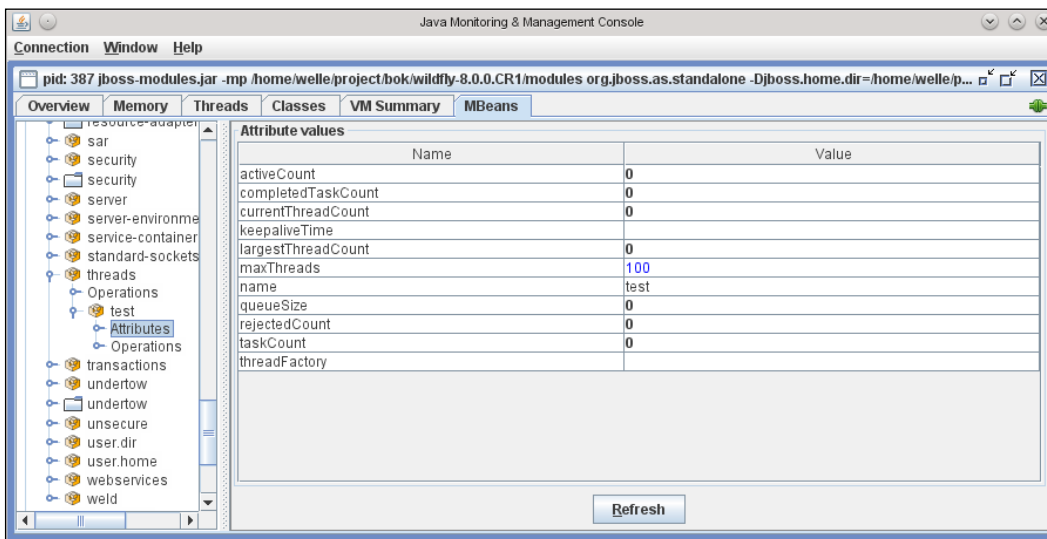 Java Monitoring & Management Console
Connection Window Help
pid: 387 jboss-modules.jar -mp /home/welle/project/bok/wildfly-8.0.0.CR1/modules org.jboss.as.standalone -Djboss.home.dir=/home/welle/p...
Overview Memory Threads Classes VM Summary MBeans
resource-adapter
sar
security
security
server
server-environme
service-container
standard-sockets
threads
Operations
test
Attributes
Operations
transactions
undertow
undertow
unsecure
user.dir
user.home
webservices
weld
Attribute values
Name Value
activeCount 0
completedTaskCount 0
currentThreadCount 0
keepaliveTime
largestThreadCount 0
maxThreads 100
name test
queueSize 0
rejectedCount 0
taskCount 0
threadFactory
Refresh